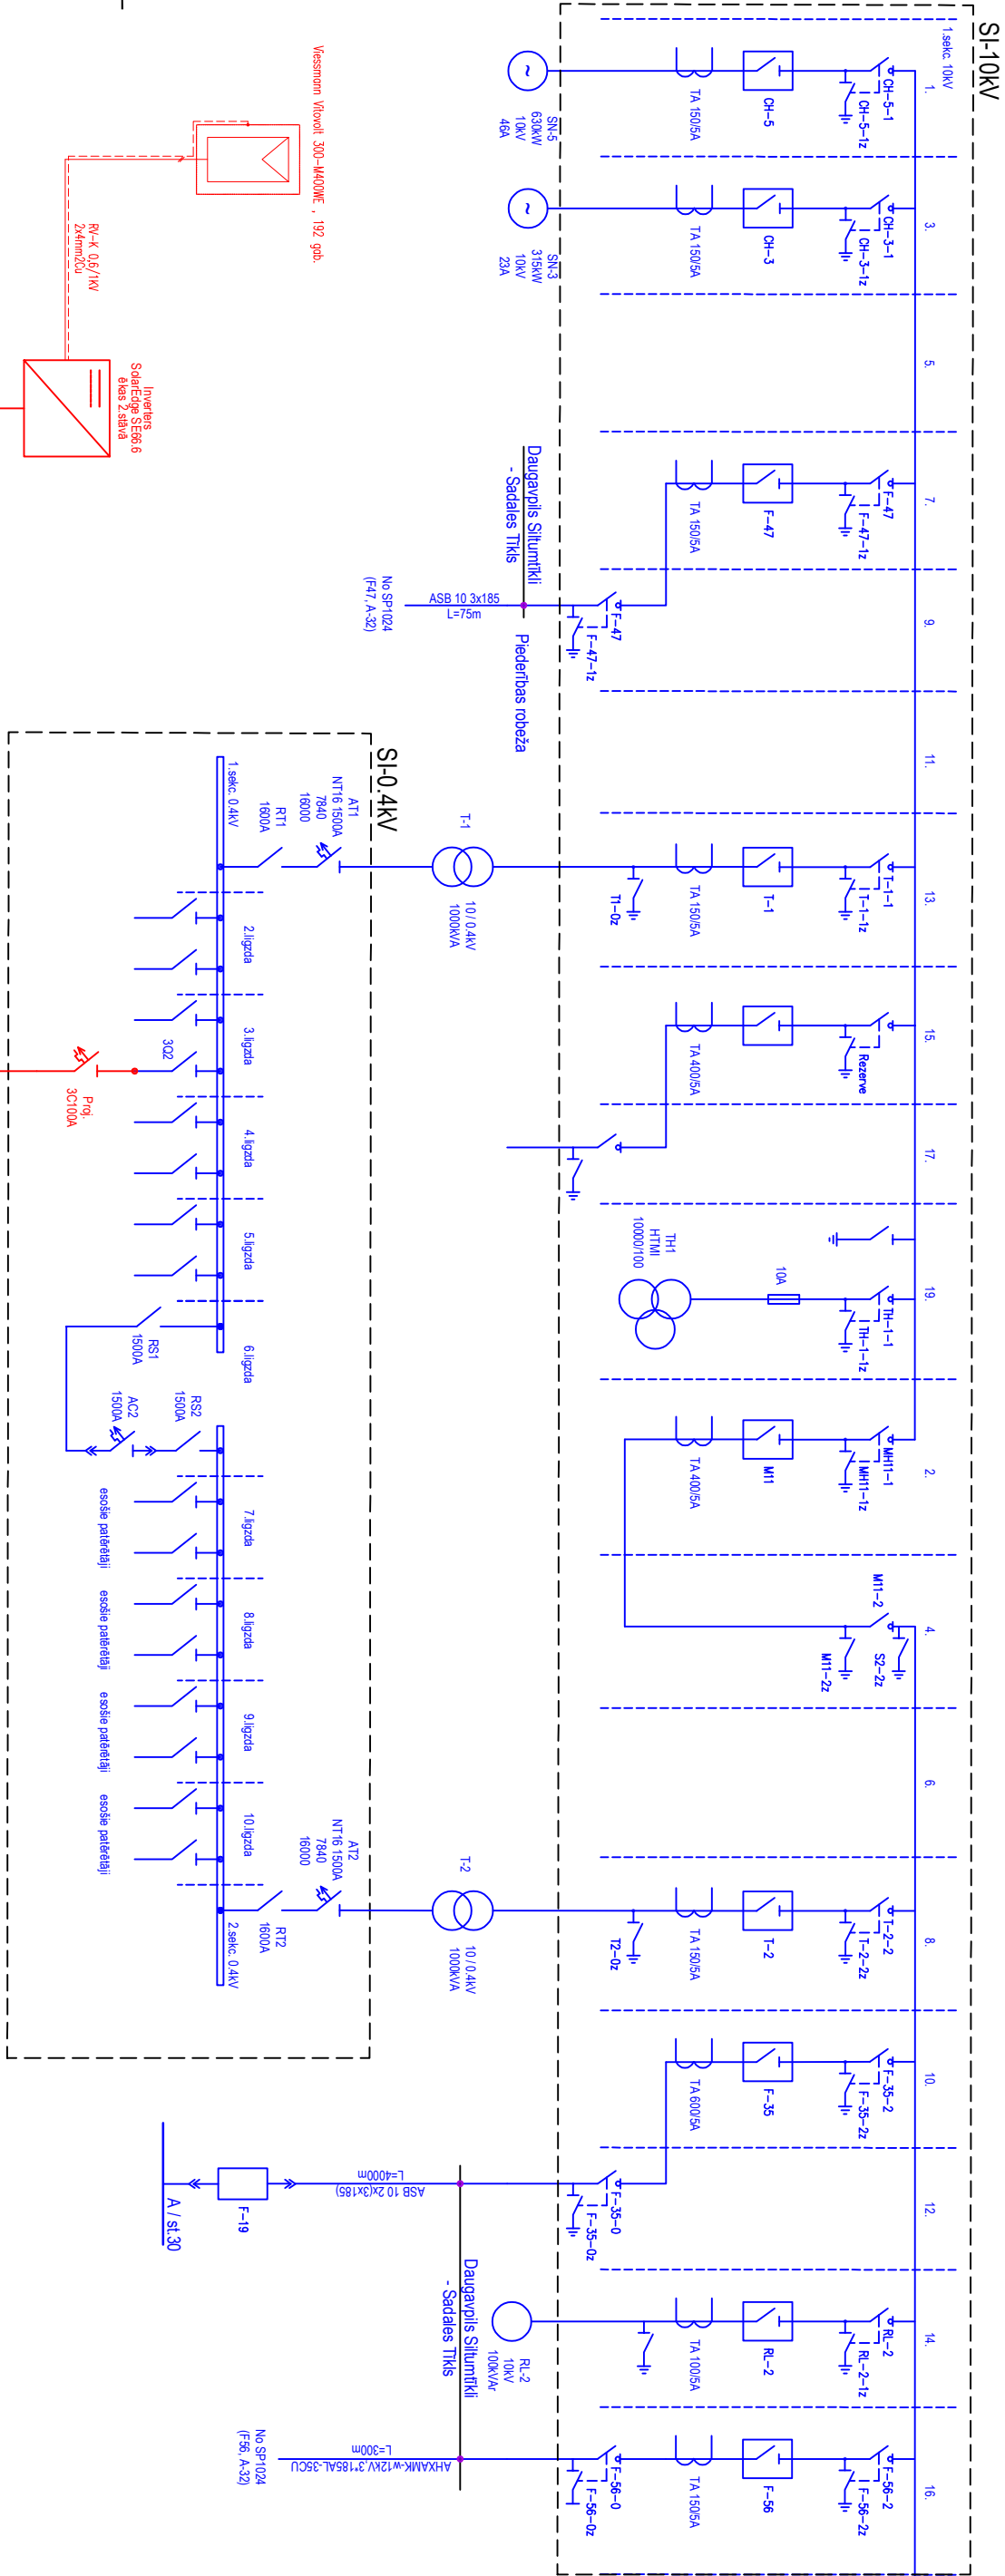 SI-10kV
1.sekc. 10kV
1.
CH-5-1
CH-5-1z
CH-5
TA 150/5A
SN-5
630kW
10kV
46A
3.
CH-3-1
CH-3-1z
CH-3
TA 150/5A
SN-3
315kW
10kV
23A
5.
7.
F-47
F-47-1z
F-47
TA 150/5A
9.
F-47
F-47-1z
Daugavpils Siltumtīkli
- Sadales Tīkls
Piederības robeža
ASB 10 3x185
L=75m
No SP1024
(F47, A-32)
11.
13.
T-1-1
T-1-1z
T-1
TA 150/5A
T1-0z
T-1
10 / 0.4kV
1000kVA
15.
Rezerve
TA 400/5A
17.
19.
TH-1-1
TH-1-1z
10A
TH1
HTMI
10000/100
2.
MH11-1
MH11-1z
M11
TA 400/5A
4.
S2-2z
M11-2
M11-2z
6.
8.
T-2-2
T-2-2z
T-2
TA 150/5A
T2-0z
T-2
10 / 0.4kV
1000kVA
10.
F-35-2
F-35-2z
F-35
TA 600/5A
12.
F-35-0
F-35-0z
Daugavpils Siltumtīkli
- Sadales Tīkls
ASB 10 2x(3x185)
L=4000m
F-19
A / st.30
14.
RL-2
RL-2-1z
RL-2
TA 100/5A
RL-2
10kV
100kVAr
16.
F-56-2
F-56-2z
F-56
TA 150/5A
F-56-0
F-56-0z
AHXAMK-w12kV,3*185AL-35CU
L=300m
No SP1024
(F56, A-32)
SI-0.4kV
AT1
NT16 1500A
7840
16000
RT1
1600A
1.sekc. 0.4kV
2.ligzda
3.ligzda
3Q2
Proj.
3C100A
4.ligzda
5.ligzda
6.ligzda
RS1
1500A
RS2
1500A
AC2
1500A
7.ligzda
esošie patērētāji
8.ligzda
esošie patērētāji
9.ligzda
esošie patērētāji
10.ligzda
esošie patērētāji
AT2
NT16 1500A
7840
16000
RT2
1600A
2.sekc. 0.4kV
Viessmann Vitovolt 300-M400WE , 192 gab.
RV-K 0,6/1KV
2x4mm2Cu
Inverters
SolarEdge SE66.6
ēkas 2.stāvā